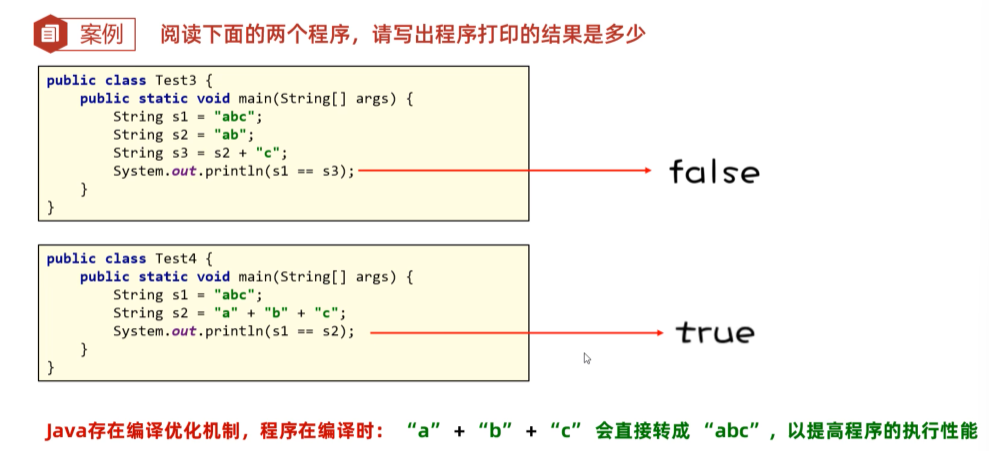 案例 阅读下面的两个程序，请写出程序打印的结果是多少
public class Test3 {
    public static void main(String[] args) {
        String s1 = "abc";
        String s2 = "ab";
        String s3 = s2 + "c";
        System.out.println(s1 == s3); false
    }
}
public class Test4 {
    public static void main(String[] args) {
        String s1 = "abc";
        String s2 = "a" + "b" + "c";
        System.out.println(s1 == s2); true
    }
}
Java存在编译优化机制，程序在编译时： “a” + “b” + “c” 会直接转成 “abc”，以提高程序的执行性能